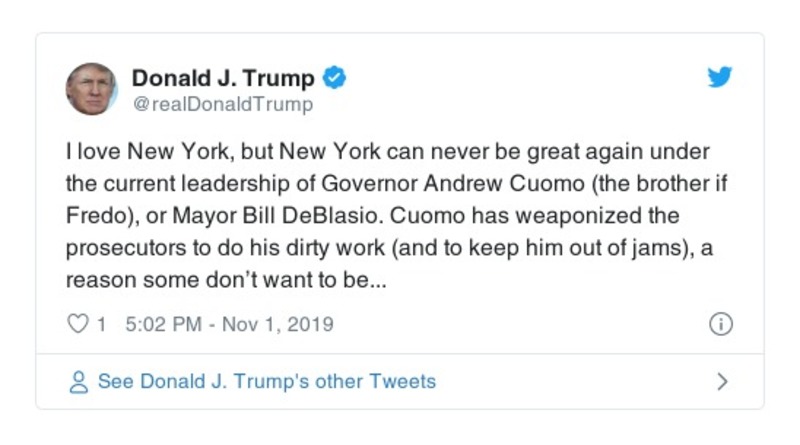 Donald J. Trump
@realDonaldTrump
I love New York, but New York can never be great again under
the current leadership of Governor Andrew Cuomo (the brother if
Fredo), or Mayor Bill DeBlasio. Cuomo has weaponized the
prosecutors to do his dirty work (and to keep him out of jams), a
reason some don’t want to be...
1 5:02 PM - Nov 1, 2019
See Donald J. Trump's other Tweets